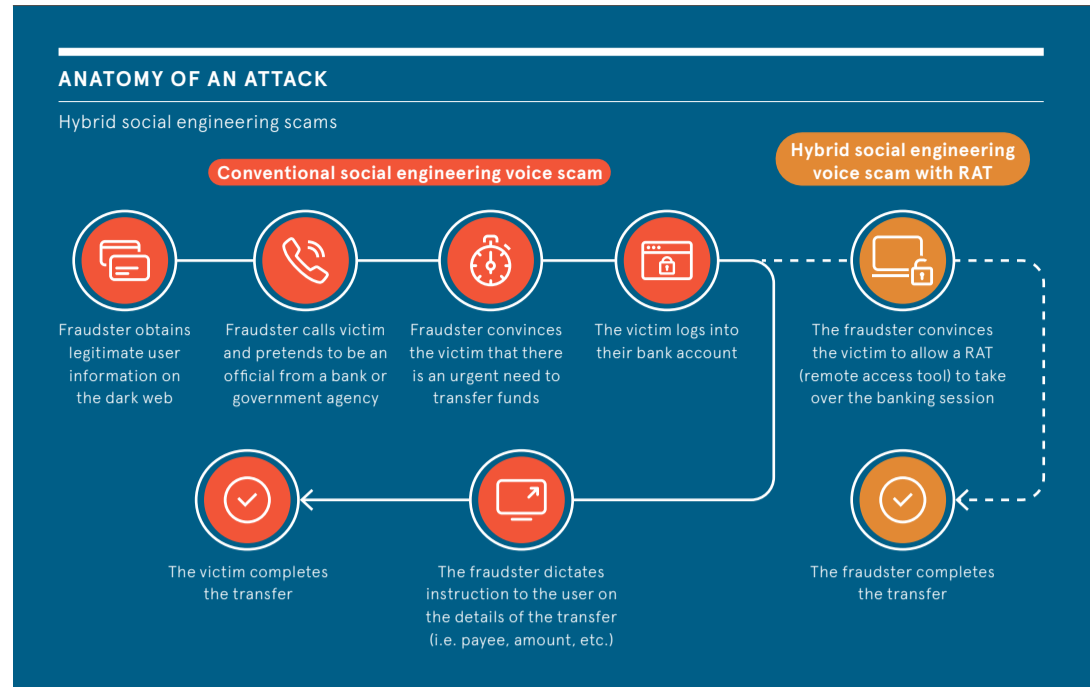 ANATOMY OF AN ATTACK
Hybrid social engineering scams
Conventional social engineering voice scam
Hybrid social engineering
voice scam with RAT
Fraudster obtains
legitimate user
information on
the dark web
Fraudster calls victim
and pretends to be an
official from a bank or
government agency
Fraudster convinces
the victim that there
is an urgent need to
transfer funds
The victim logs into
their bank account
The fraudster convinces
the victim to allow a RAT
(remote access tool) to take
over the banking session
The victim completes
the transfer
The fraudster dictates
instruction to the user on
the details of the transfer
(i.e. payee, amount, etc.)
The fraudster completes
the transfer